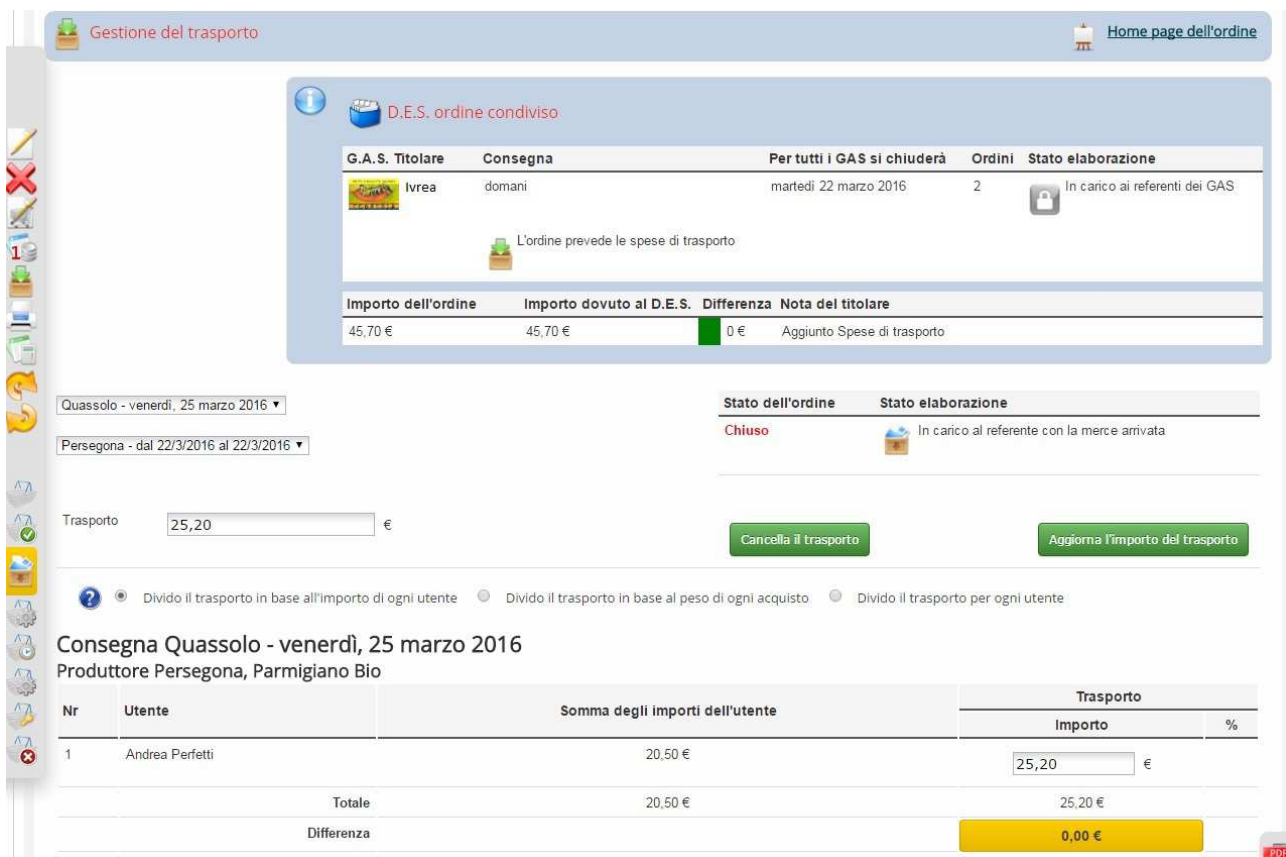 Gestione del trasporto Home page dell'ordine
D.E.S. ordine condiviso
G.A.S. Titolare Consegna Per tutti i GAS si chiuderà Ordini Stato elaborazione
Ivrea domani martedì 22 marzo 2016 2 In carico ai referenti dei GAS
L'ordine prevede le spese di trasporto
Importo dell'ordine Importo dovuto al D.E.S. Differenza Nota del titolare
45,70 € 45,70 € 0 € Aggiunto Spese di trasporto
Quassolo - venerdì, 25 marzo 2016 Stato dell'ordine Stato elaborazione
Chiuso In carico al referente con la merce arrivata
Persegona - dal 22/3/2016 al 22/3/2016
Trasporto 25,20 €
Cancella il trasporto Aggiorna l'importo del trasporto
Divido il trasporto in base all'importo di ogni utente Divido il trasporto in base al peso di ogni acquisto Divido il trasporto per ogni utente
Consegna Quassolo - venerdì, 25 marzo 2016
Produttore Persegona, Parmigiano Bio
Nr Utente Somma degli importi dell'utente Trasporto
Importo %
1 Andrea Perfetti 20,50 € 25,20 €
Totale 20,50 € 25,20 €
Differenza 0,00 €
PDF